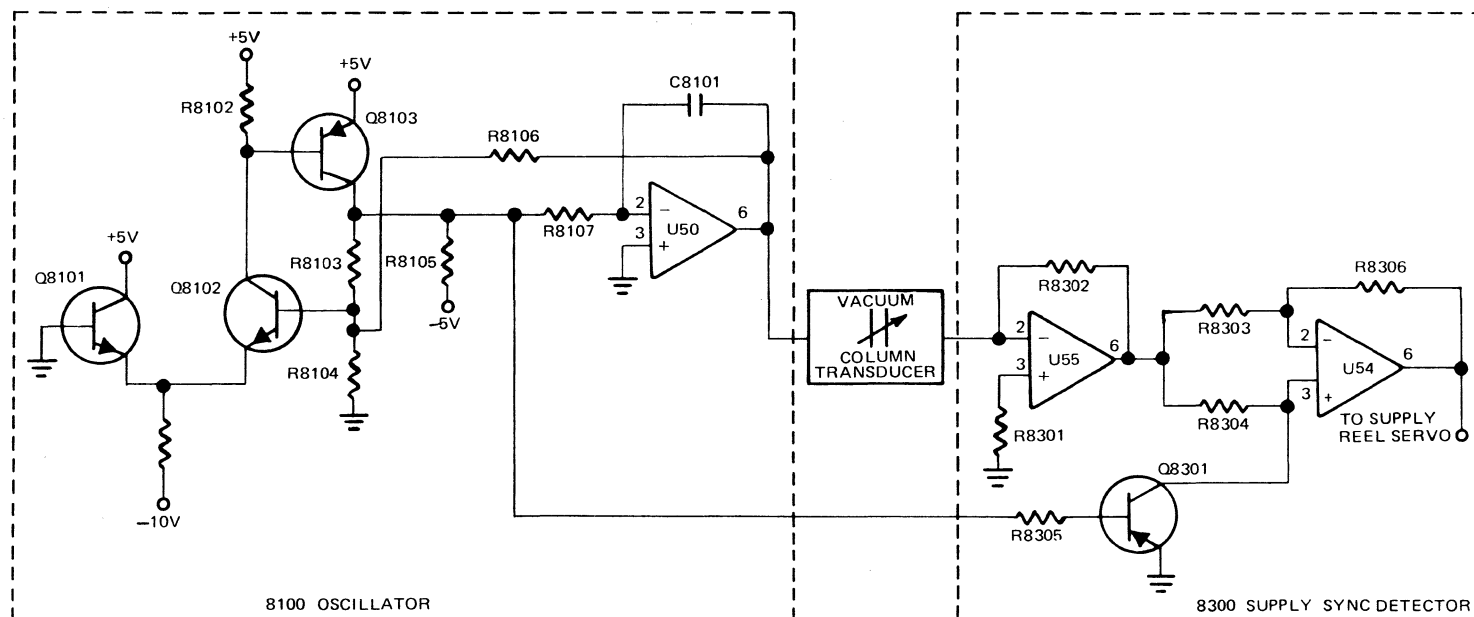 +5V
+5V
R8102
Q8103
C8101
R8106
2
−
U50
6
3
+
R8107
+5V
Q8101
Q8102
R8103
R8105
−5V
R8104
−10V
VACUUM
COLUMN
TRANSDUCER
R8302
2
−
6
3
U55
+
R8301
R8303
R8304
R8306
2
−
6
U54
3
+
TO SUPPLY
REEL SERVO
Q8301
R8305
8100 OSCILLATOR
8300 SUPPLY SYNC DETECTOR